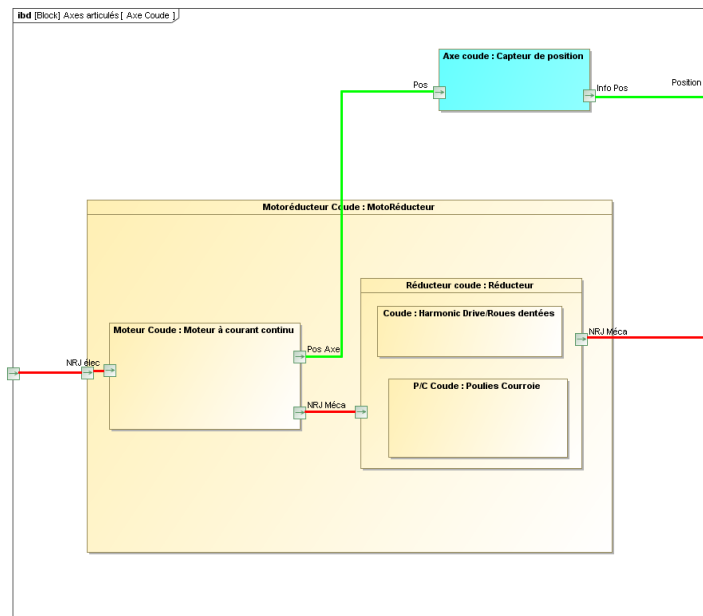 ibd [Block] Axes articulés [ Axe Coude ]
Axe coude : Capteur de position
Pos
Info Pos
Position
Motoréducteur Coude : MotoRéducteur
Réducteur coude : Réducteur
Coude : Harmonic Drive/Roues dentées
Moteur Coude : Moteur à courant continu
NRJ Méca
Pos Axe
NRJ élec
P/C Coude : Poulies Courroie
NRJ Méca